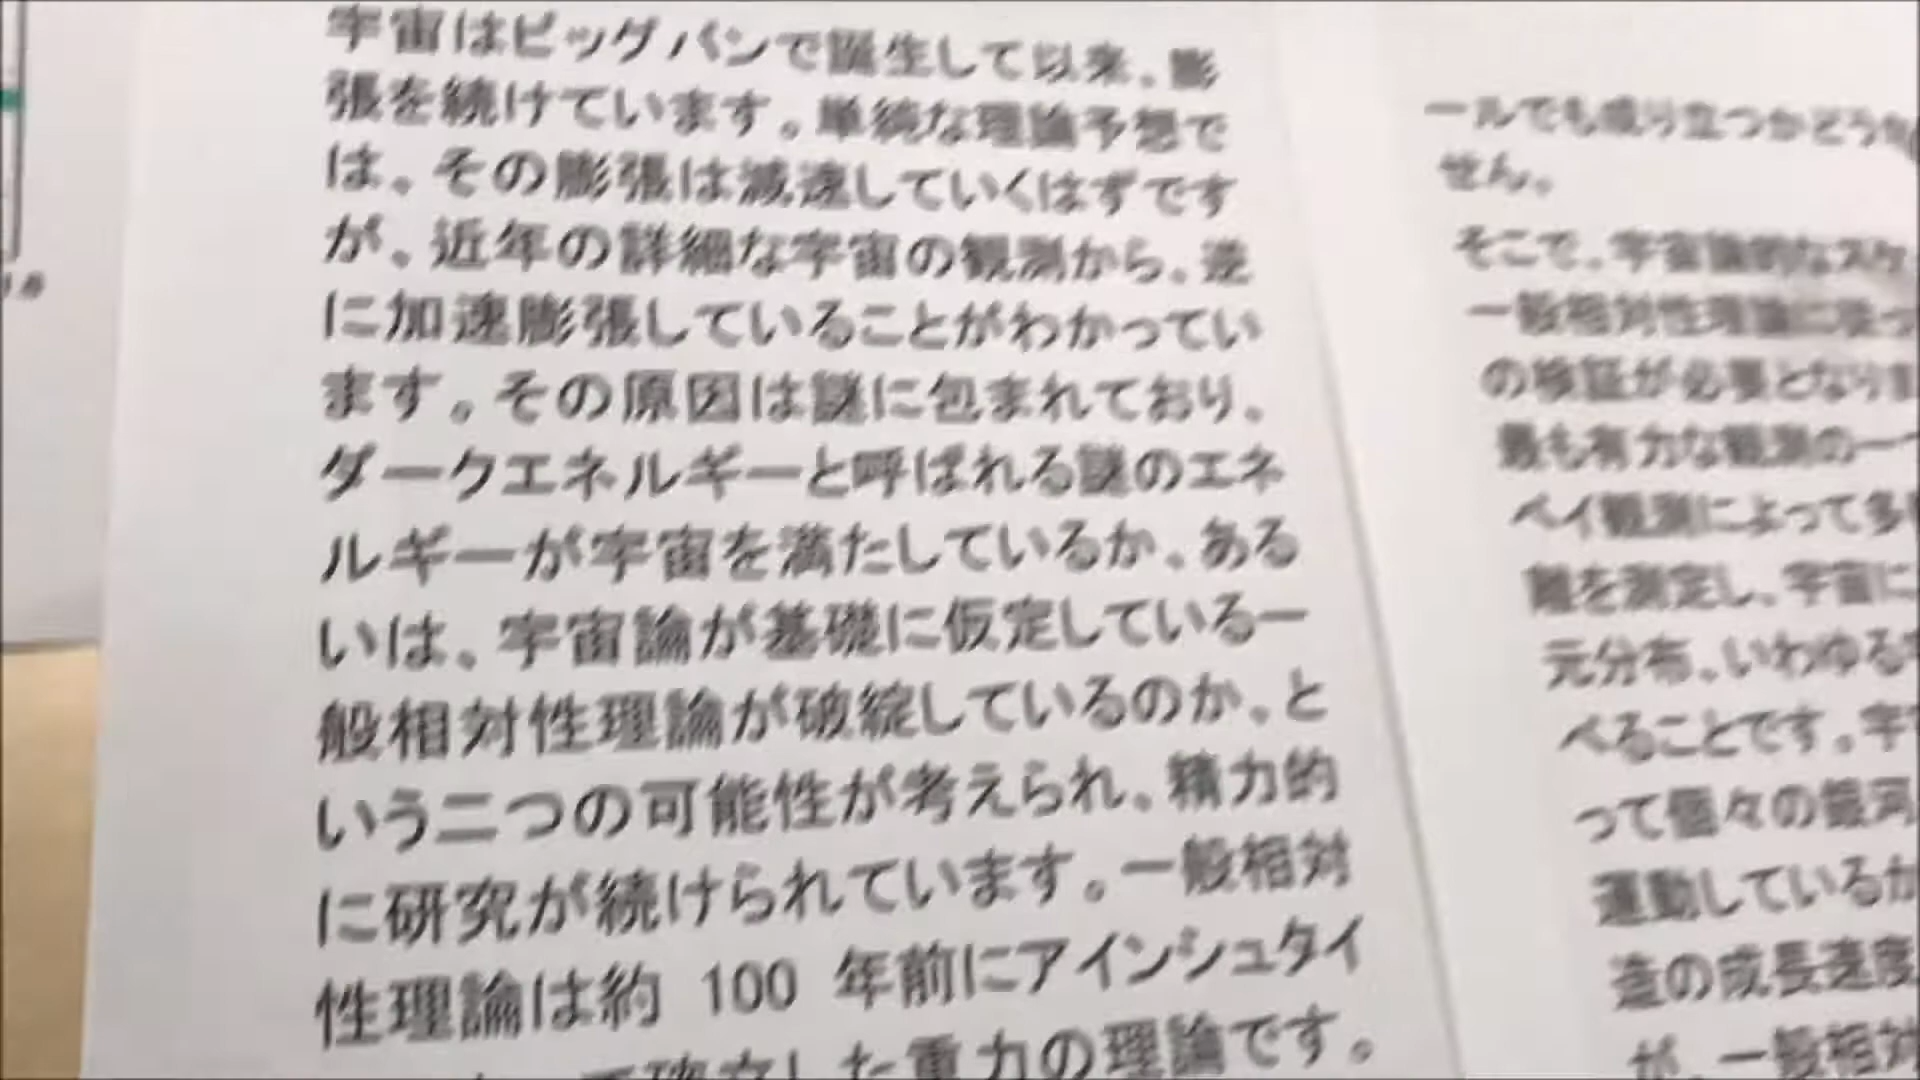 宇宙はビッグバンで誕生して以来、膨
張を続けています。単純な理論予想で
は、その膨張は減速していくはずです
が、近年の詳細な宇宙の観測から、逆
に加速膨張していることがわかってい
ます。その原因は謎に包まれており、
ダークエネルギーと呼ばれる謎のエネ
ルギーが宇宙を満たしているか、ある
いは、宇宙論が基礎に仮定している一
般相対性理論が破綻しているのか、と
いう二つの可能性が考えられ、精力的
に研究が続けられています。一般相対
性理論は約 100 年前にアインシュタイ
て確立した重力の理論です。
ールでも成り立つかどうか
せん。
そこで、宇宙論的なスケ
一般相対性理論に従っ
の検証が必要となりま
最も有力な観測の一つ
ベイ観測によって多
離を測定し、宇宙に
元分布、いわゆる
べることです。宇
って個々の銀河
運動しているか
造の成長速度
が、一般相対